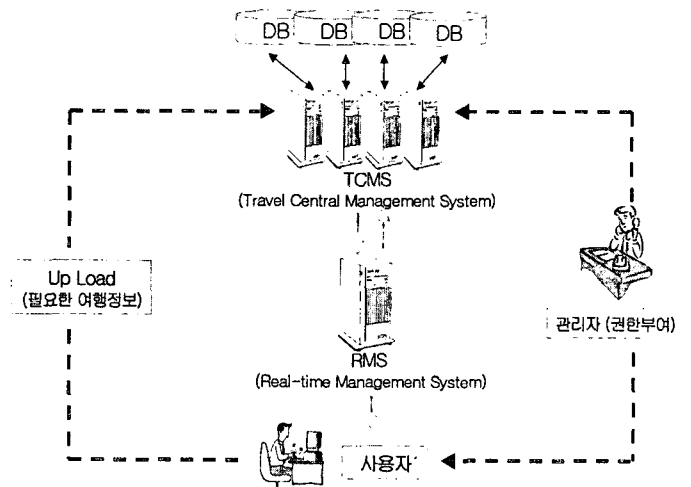 DB DB DB DB
TCMS
(Travel Central Management System)
Up Load
(필요한 여행정보)
관리자 (권한부여)
RMS
(Real-time Management System)
사용자